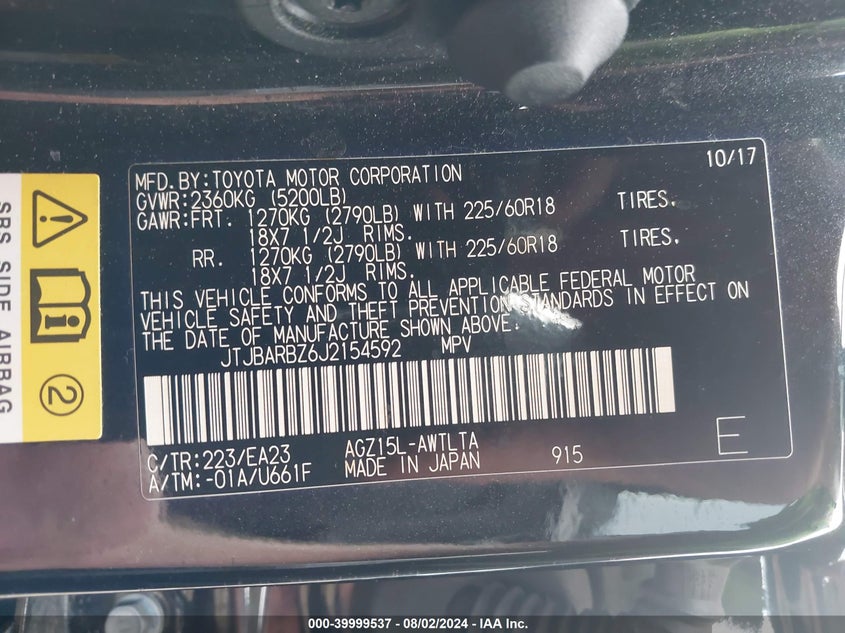 MFD.BY:TOYOTA MOTOR CORPORATION 10/17
GVWR:2360KG (5200LB)
GAWR:FRT. 1270KG (2790LB) WITH 225/60R18 TIRES.
18X7 1/2J RIMS.
RR. 1270KG (2790LB) WITH 225/60R18 TIRES.
18X7 1/2J RIMS.
THIS VEHICLE CONFORMS TO ALL APPLICABLE FEDERAL MOTOR
VEHICLE SAFETY AND THEFT PREVENTION STANDARDS IN EFFECT ON
THE DATE OF MANUFACTURE SHOWN ABOVE.
JTJBARBZ6J2154592 MPV
C/TR:223/EA23 AGZ15L-AWTLTA
A/TM:-01A/U661F MADE IN JAPAN 915 E
SRS SIDE AIRBAG
2
000-39999537 - 08/02/2024 - IAA Inc.